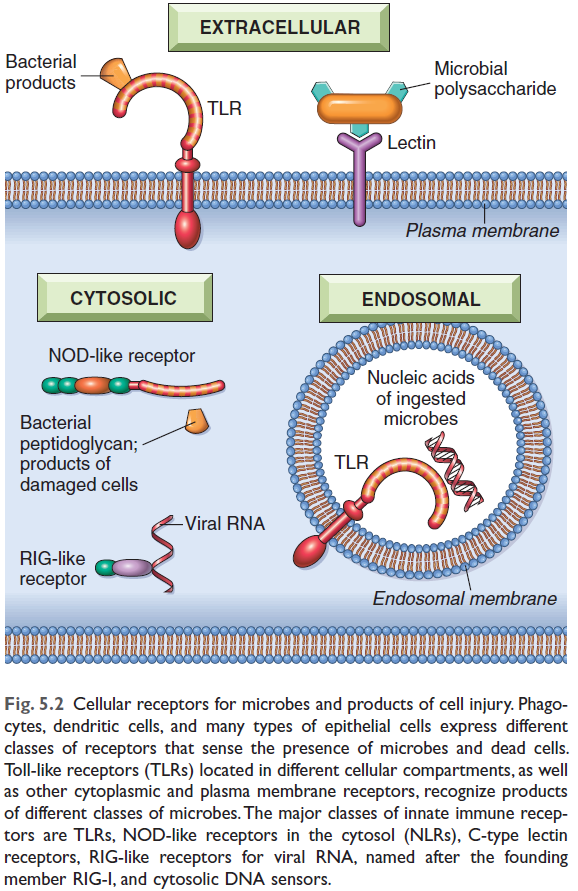 EXTRACELLULAR
Bacterial
products
TLR
Microbial
polysaccharide
Lectin
Plasma membrane
CYTOSOLIC
ENDOSOMAL
NOD-like receptor
Bacterial
peptidoglycan;
products of
damaged cells
Viral RNA
RIG-like
receptor
Nucleic acids
of ingested
microbes
TLR
Endosomal membrane
Fig. 5.2 Cellular receptors for microbes and products of cell injury. Phago-
cytes, dendritic cells, and many types of epithelial cells express different
classes of receptors that sense the presence of microbes and dead cells.
Toll-like receptors (TLRs) located in different cellular compartments, as well
as other cytoplasmic and plasma membrane receptors, recognize products
of different classes of microbes. The major classes of innate immune recep-
tors are TLRs, NOD-like receptors in the cytosol (NLRs), C-type lectin
receptors, RIG-like receptors for viral RNA, named after the founding
member RIG-I, and cytosolic DNA sensors.